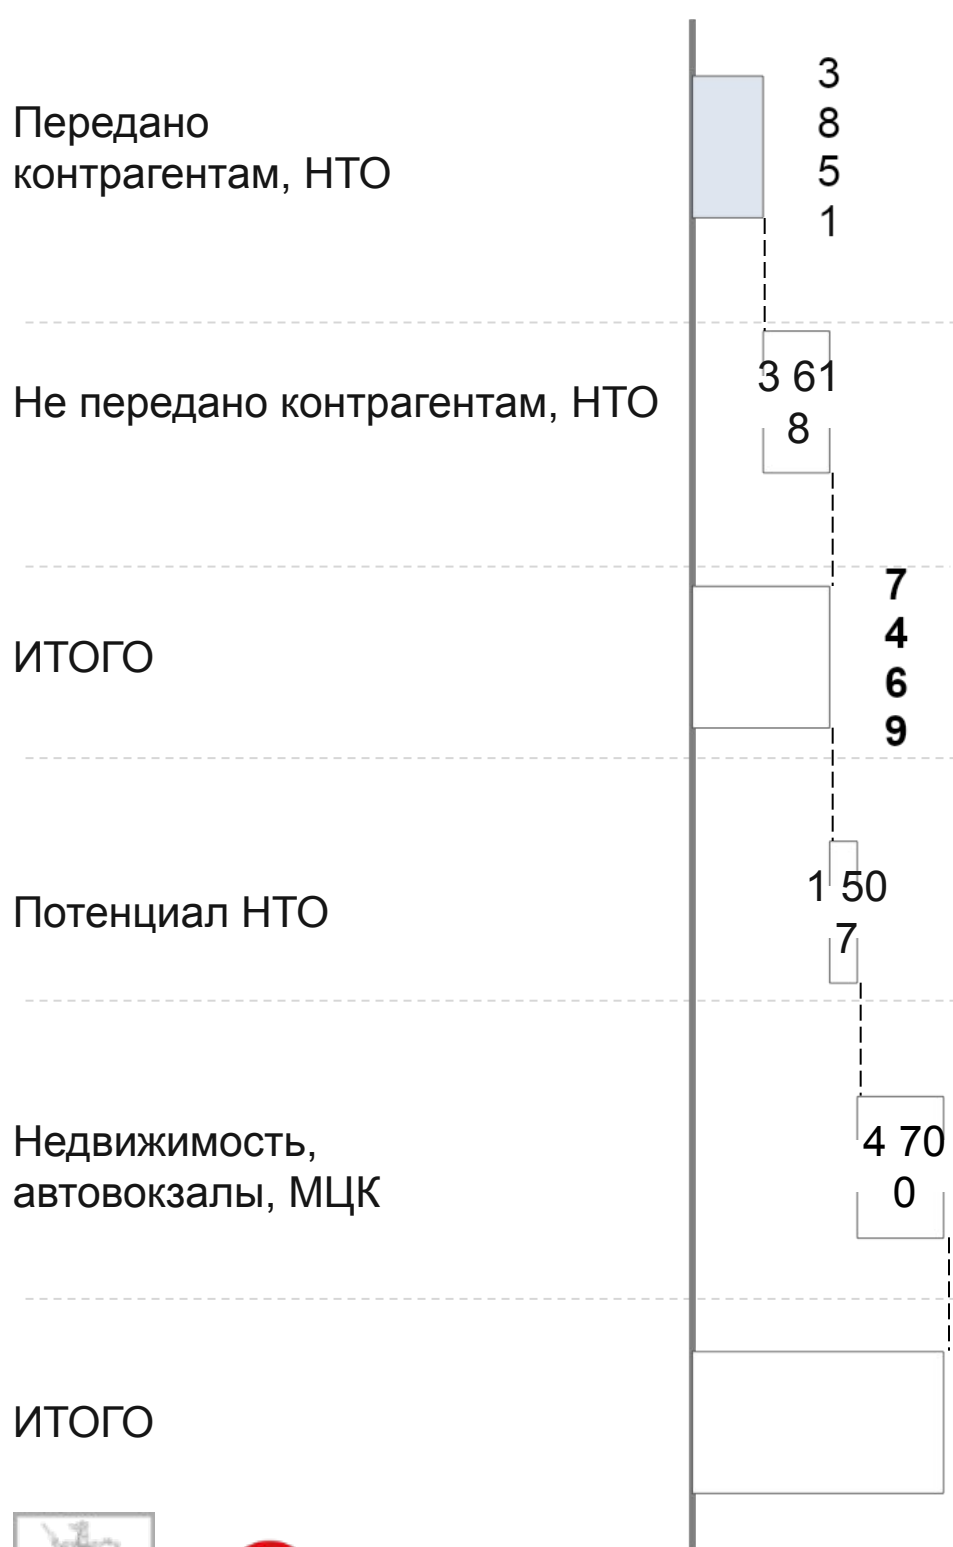 3
8
5
1
Передано
контрагентам, НТО
3 61
8
Не передано контрагентам, НТО
7
4
6
9
ИТОГО
1 50
7
Потенциал НТО
4 70
0
Недвижимость,
автовокзалы, МЦК
ИТОГО